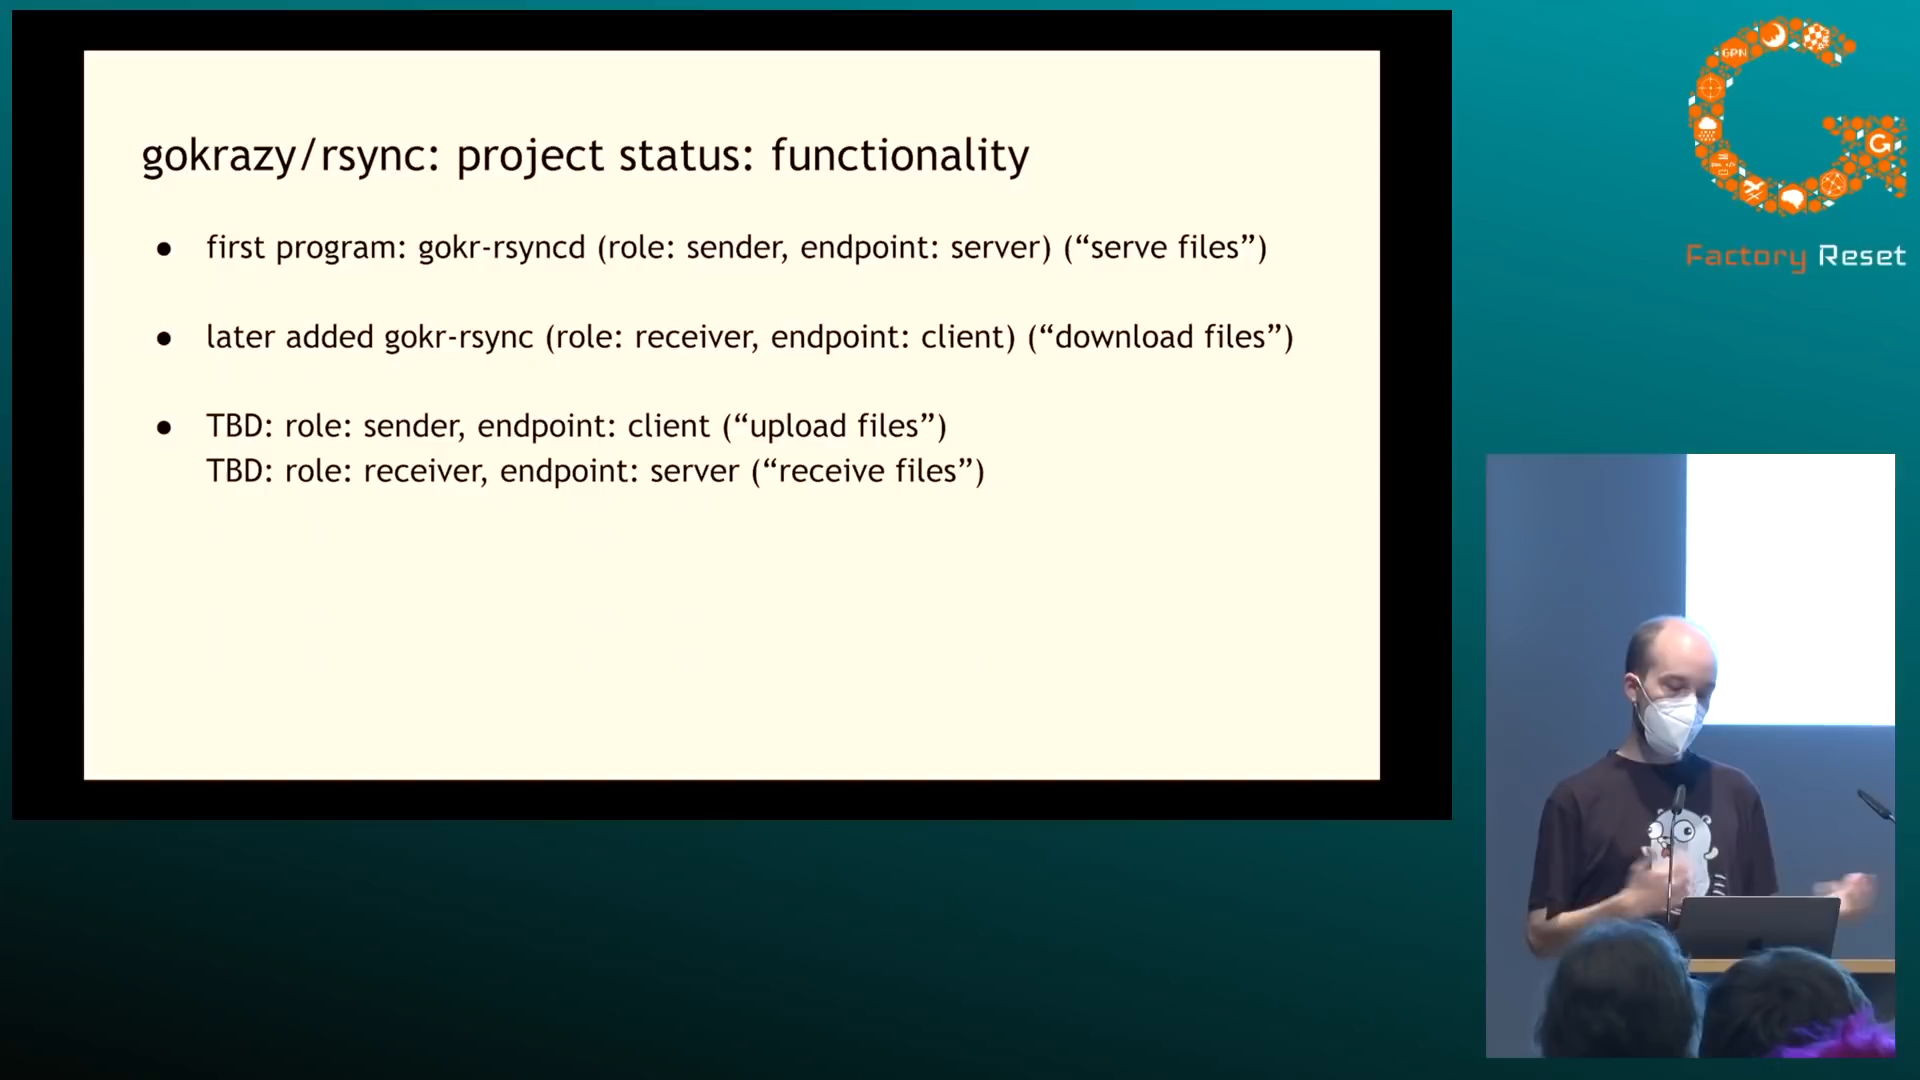 gokrazy/rsync: project status: functionality
● first program: gokr-rsyncd (role: sender, endpoint: server) (“serve files”)
● later added gokr-rsync (role: receiver, endpoint: client) (“download files”)
● TBD: role: sender, endpoint: client (“upload files”)
TBD: role: receiver, endpoint: server (“receive files”)
GPN
Factory Reset